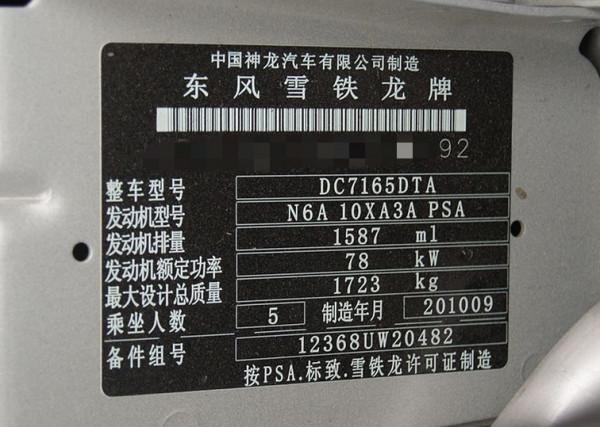 中国神龙汽车有限公司制造
东风雪铁龙牌
92
整车型号 DC7165DTA
发动机型号 N6A 10XA3A PSA
发动机排量 1587 ml
发动机额定功率 78 kW
最大设计总质量 1723 kg
乘坐人数 5 制造年月 201009
备件组号 12368UW20482
按PSA.标致.雪铁龙许可证制造